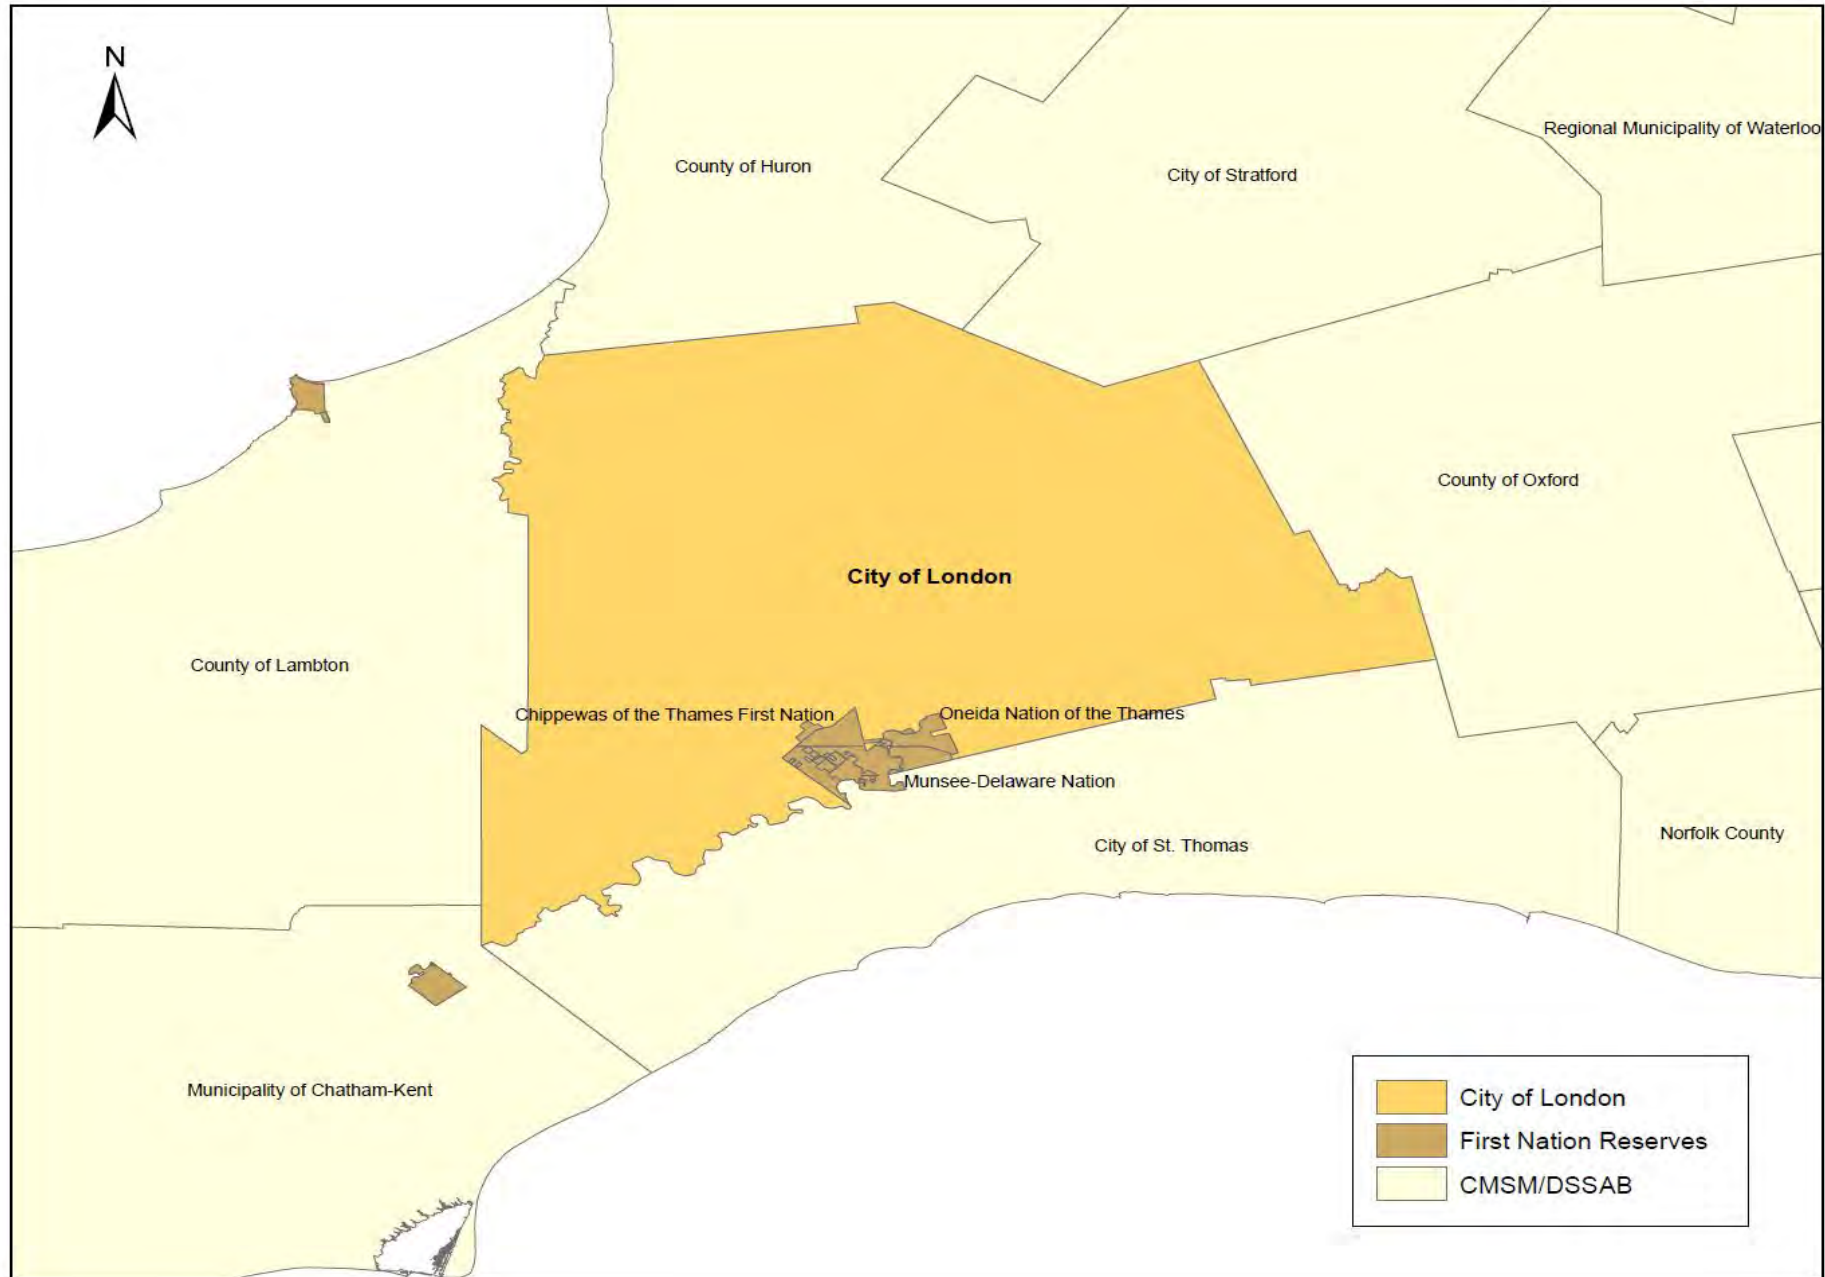 N
Regional Municipality of Waterloo
County of Huron
City of Stratford
County of Oxford
City of London
County of Lambton
Chippewas of the Thames First Nation
Oneida Nation of the Thames
Munsee-Delaware Nation
Norfolk County
City of St. Thomas
Municipality of Chatham-Kent
City of London
First Nation Reserves
CMSM/DSSAB